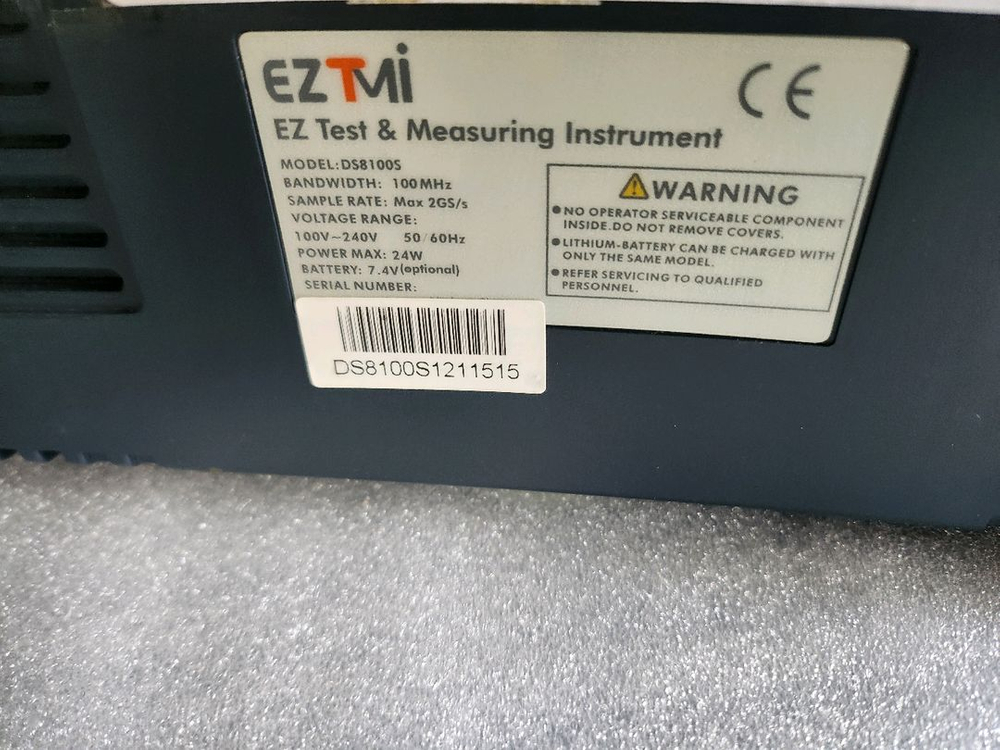 EZTMi
CE
EZ Test & Measuring Instrument
MODEL:DS8100S
BANDWIDTH: 100MHz
SAMPLE RATE: Max 2GS/s
VOLTAGE RANGE:
100V~240V 50/60Hz
POWER MAX: 24W
BATTERY: 7.4V(optional)
SERIAL NUMBER:
DS8100S1211515
WARNING
●NO OPERATOR SERVICEABLE COMPONENT
INSIDE.DO NOT REMOVE COVERS.
●LITHIUM-BATTERY CAN BE CHARGED WITH
ONLY THE SAME MODEL.
●REFER SERVICING TO QUALIFIED
PERSONNEL.